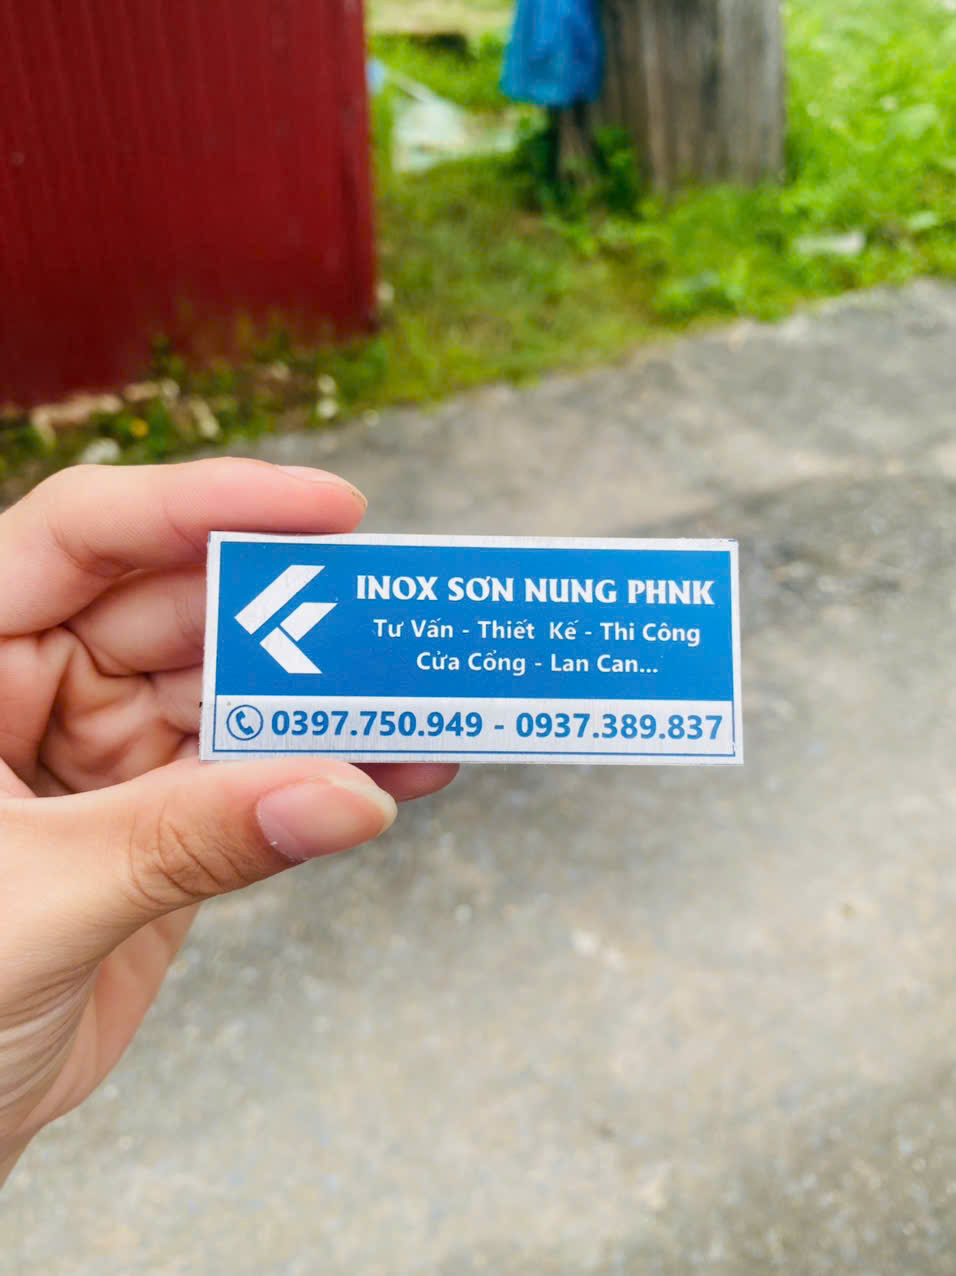 INOX SƠN NUNG PHNK
Tư Vấn - Thiết Kế - Thi Công
Cửa Cổng - Lan Can...
0397.750.949 - 0937.389.837